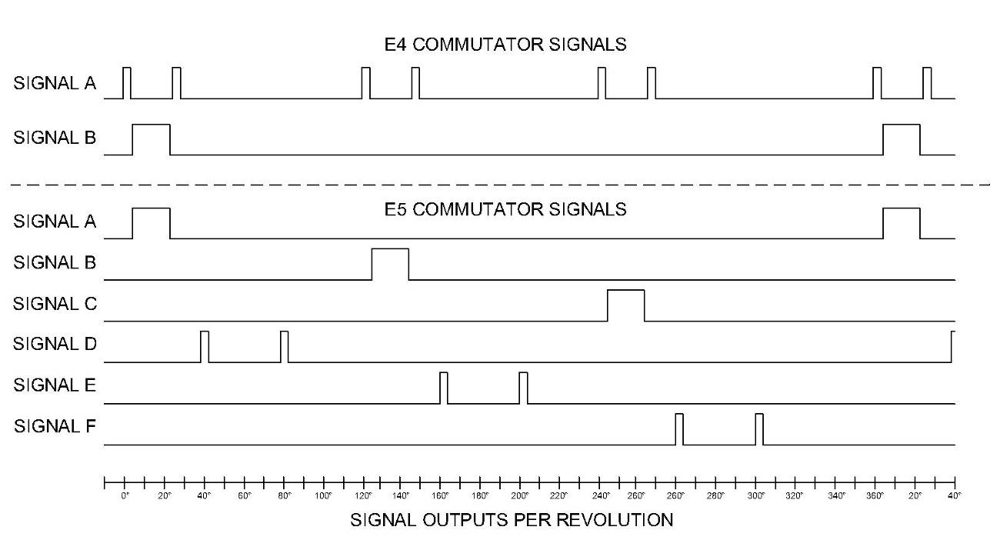 E4 COMMUTATOR SIGNALS
SIGNAL A
SIGNAL B
E5 COMMUTATOR SIGNALS
SIGNAL A
SIGNAL B
SIGNAL C
SIGNAL D
SIGNAL E
SIGNAL F
0° 20° 40° 60° 80° 100° 120° 140° 160° 180° 200° 220° 240° 260° 260° 280° 300° 320° 340° 360° 20° 40°
SIGNAL OUTPUTS PER REVOLUTION